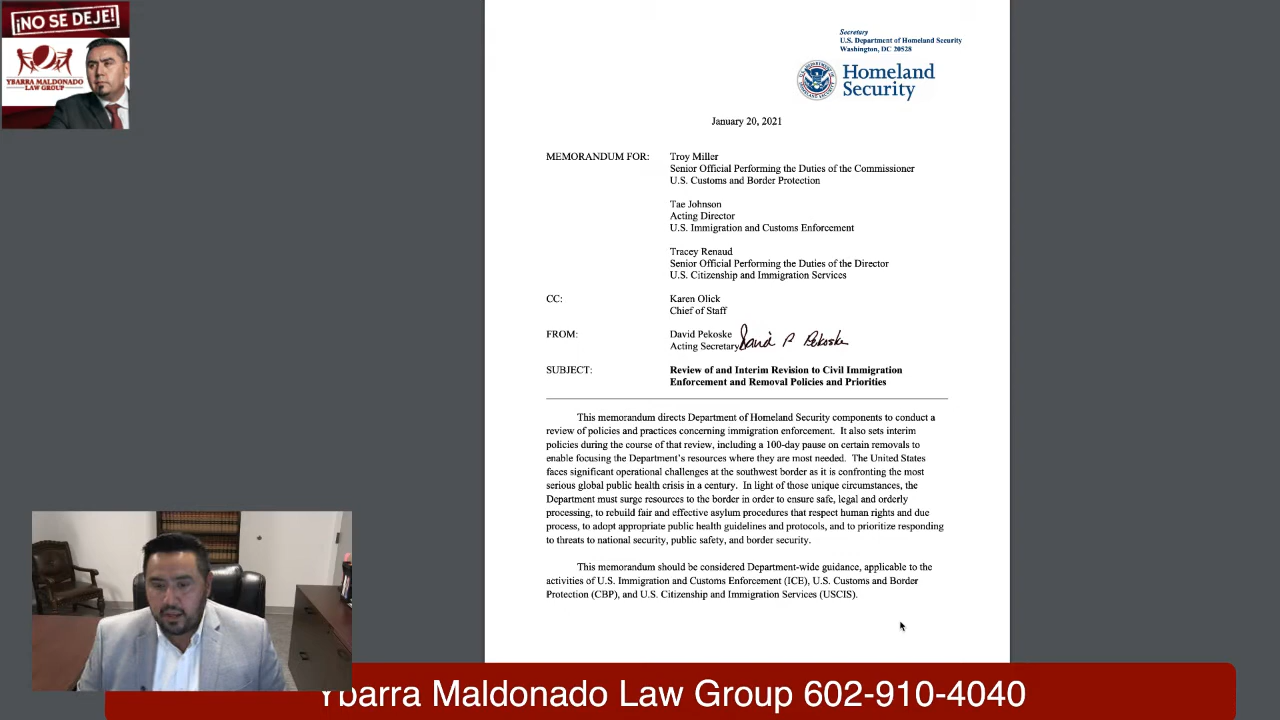 ¡NO SE DEJE!
YBARRA MALDONADO
LAW GROUP
Secretary
U.S. Department of Homeland Security
Washington, DC 20528
Homeland
Security
January 20, 2021
MEMORANDUM FOR: Troy Miller
Senior Official Performing the Duties of the Commissioner
U.S. Customs and Border Protection
Tae Johnson
Acting Director
U.S. Immigration and Customs Enforcement
Tracey Renaud
Senior Official Performing the Duties of the Director
U.S. Citizenship and Immigration Services
CC: Karen Olick
Chief of Staff
FROM: David Pekoske
Acting Secretary David P Pekoske
SUBJECT: Review of and Interim Revision to Civil Immigration
Enforcement and Removal Policies and Priorities
This memorandum directs Department of Homeland Security components to conduct a
review of policies and practices concerning immigration enforcement. It also sets interim
policies during the course of that review, including a 100-day pause on certain removals to
enable focusing the Department's resources where they are most needed. The United States
faces significant operational challenges at the southwest border as it is confronting the most
serious global public health crisis in a century. In light of those unique circumstances, the
Department must surge resources to the border in order to ensure safe, legal and orderly
processing, to rebuild fair and effective asylum procedures that respect human rights and due
process, to adopt appropriate public health guidelines and protocols, and to prioritize responding
to threats to national security, public safety, and border security.
This memorandum should be considered Department-wide guidance, applicable to the
activities of U.S. Immigration and Customs Enforcement (ICE), U.S. Customs and Border
Protection (CBP), and U.S. Citizenship and Immigration Services (USCIS).
Ybarra Maldonado Law Group 602-910-4040